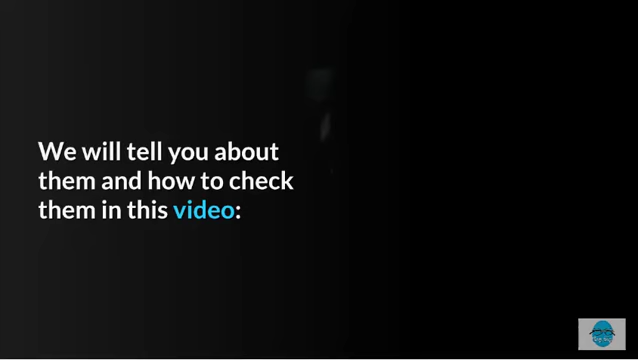 We will tell you about
them and how to check
them in this video: